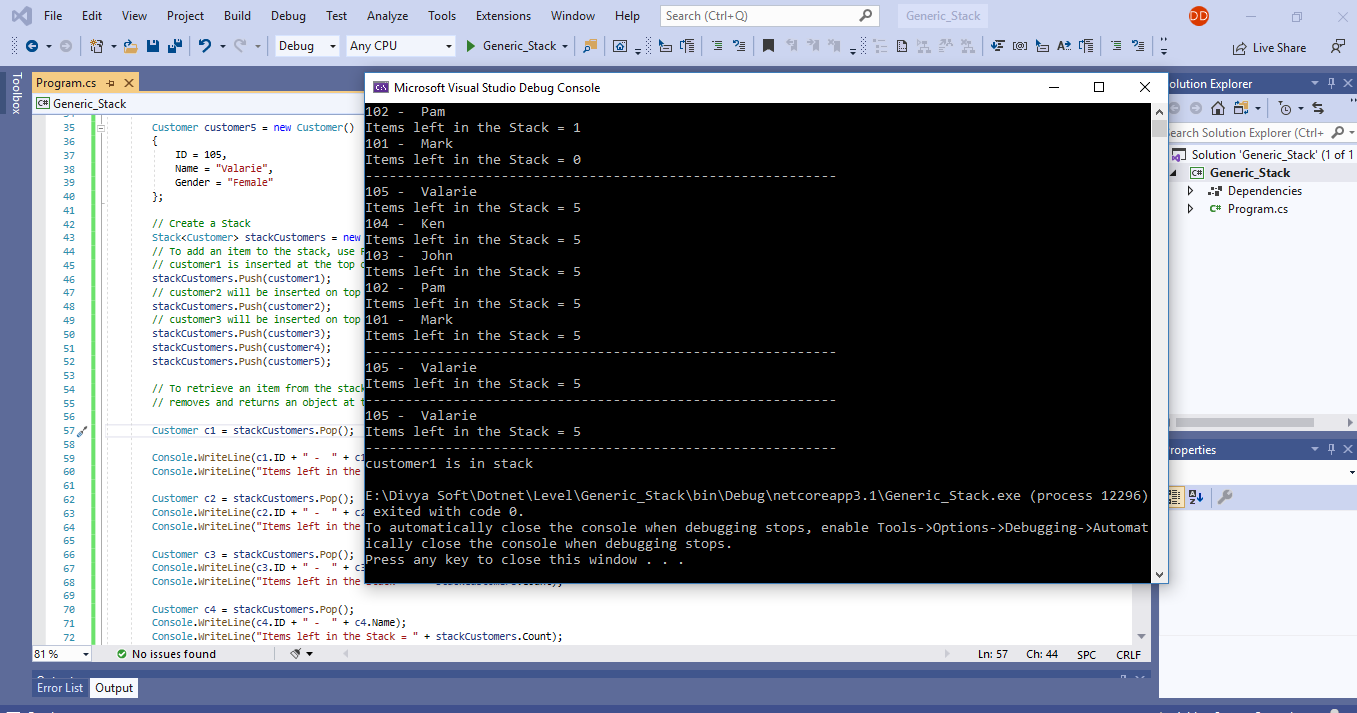 File Edit View Project Build Debug Test Analyze Tools Extensions Window Help Search (Ctrl+Q) Generic_Stack DD
Debug Any CPU Generic_Stack Live Share
Toolbox
Program.cs
C# Generic_Stack
35 Customer customer5 = new Customer()
36 {
37 ID = 105,
38 Name = "Valarie",
39 Gender = "Female"
40 };
41
42 // Create a Stack
43 Stack<Customer> stackCustomers = new
44 // To add an item to the stack, use
45 // customer1 is inserted at the top
46 stackCustomers.Push(customer1);
47 // customer2 will be inserted on top
48 stackCustomers.Push(customer2);
49 // customer3 will be inserted on top
50 stackCustomers.Push(customer3);
51 stackCustomers.Push(customer4);
52 stackCustomers.Push(customer5);
53
54 // To retrieve an item from the stack
55 // removes and returns an object at
56
57 Customer c1 = stackCustomers.Pop();
58
59 Console.WriteLine(c1.ID + " - " + c1
60 Console.WriteLine("Items left in the
61
62 Customer c2 = stackCustomers.Pop();
63 Console.WriteLine(c2.ID + " - " + c2
64 Console.WriteLine("Items left in the
65
66 Customer c3 = stackCustomers.Pop();
67 Console.WriteLine(c3.ID + " - " + c3
68 Console.WriteLine("Items left in the
69
70 Customer c4 = stackCustomers.Pop();
71 Console.WriteLine(c4.ID + " - " + c4.Name);
72 Console.WriteLine("Items left in the Stack = " + stackCustomers.Count);
81 % No issues found Ln: 57 Ch: 44 SPC CRLF
Error List Output
Microsoft Visual Studio Debug Console
102 - Pam
Items left in the Stack = 1
101 - Mark
Items left in the Stack = 0
-----------------------------------------------------------
105 - Valarie
Items left in the Stack = 5
104 - Ken
Items left in the Stack = 5
103 - John
Items left in the Stack = 5
102 - Pam
Items left in the Stack = 5
101 - Mark
Items left in the Stack = 5
-----------------------------------------------------------
105 - Valarie
Items left in the Stack = 5
-----------------------------------------------------------
105 - Valarie
Items left in the Stack = 5
-----------------------------------------------------------
customer1 is in stack
E:\Divya Soft\Dotnet\Level\Generic_Stack\bin\Debug\netcoreapp3.1\Generic_Stack.exe (process 12296)
exited with code 0.
To automatically close the console when debugging stops, enable Tools->Options->Debugging->Automat
ically close the console when debugging stops.
Press any key to close this window . . .
olution Explorer
earch Solution Explorer (Ctrl+
Solution 'Generic_Stack' (1 of 1
C# Generic_Stack
Dependencies
C# Program.cs
roperties